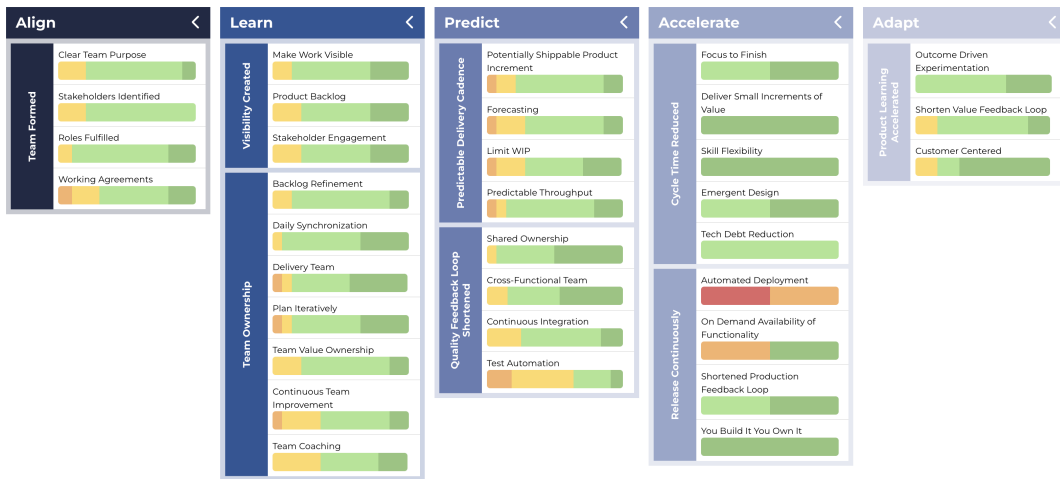 Align
Team Formed
Clear Team Purpose
Stakeholders Identified
Roles Fulfilled
Working Agreements
Learn
Visibility Created
Make Work Visible
Product Backlog
Stakeholder Engagement
Team Ownership
Backlog Refinement
Daily Synchronization
Delivery Team
Plan Iteratively
Team Value Ownership
Continuous Team
Improvement
Team Coaching
Predict
Predictable Delivery Cadence
Potentially Shippable Product
Increment
Forecasting
Limit WIP
Predictable Throughput
Quality Feedback Loop
Shortened
Shared Ownership
Cross-Functional Team
Continuous Integration
Test Automation
Accelerate
Cycle Time Reduced
Focus to Finish
Deliver Small Increments of
Value
Skill Flexibility
Emergent Design
Tech Debt Reduction
Release Continuously
Automated Deployment
On Demand Availability of
Functionality
Shortened Production
Feedback Loop
You Build It You Own It
Adapt
Product Learning
Accelerated
Outcome Driven
Experimentation
Shorten Value Feedback Loop
Customer Centered